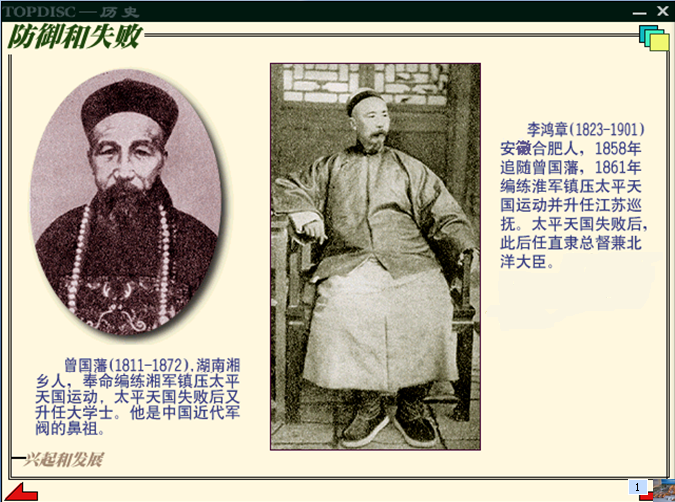 TOPDISC — 历史
防御和失败
李鸿章(1823-1901)
安徽合肥人，1858年
追随曾国藩，1861年
编练淮军镇压太平天
国运动并升任江苏巡
抚。太平天国失败后，
此后任直隶总督兼北
洋大臣。
曾国藩(1811-1872),湖南湘
乡人，奉命编练湘军镇压太平
天国运动，太平天国失败后又
升任大学士。他是中国近代军
阀的鼻祖。
兴起和发展
1